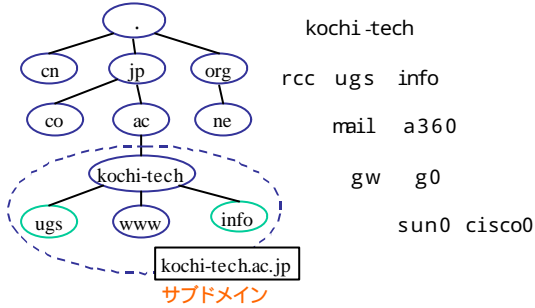 .
kochi-tech
cn jp org
rcc ugs info
co ac ne
mail a360
kochi-tech
gw g0
ugs www info
sun0 cisco0
kochi-tech.ac.jp
サブドメイン